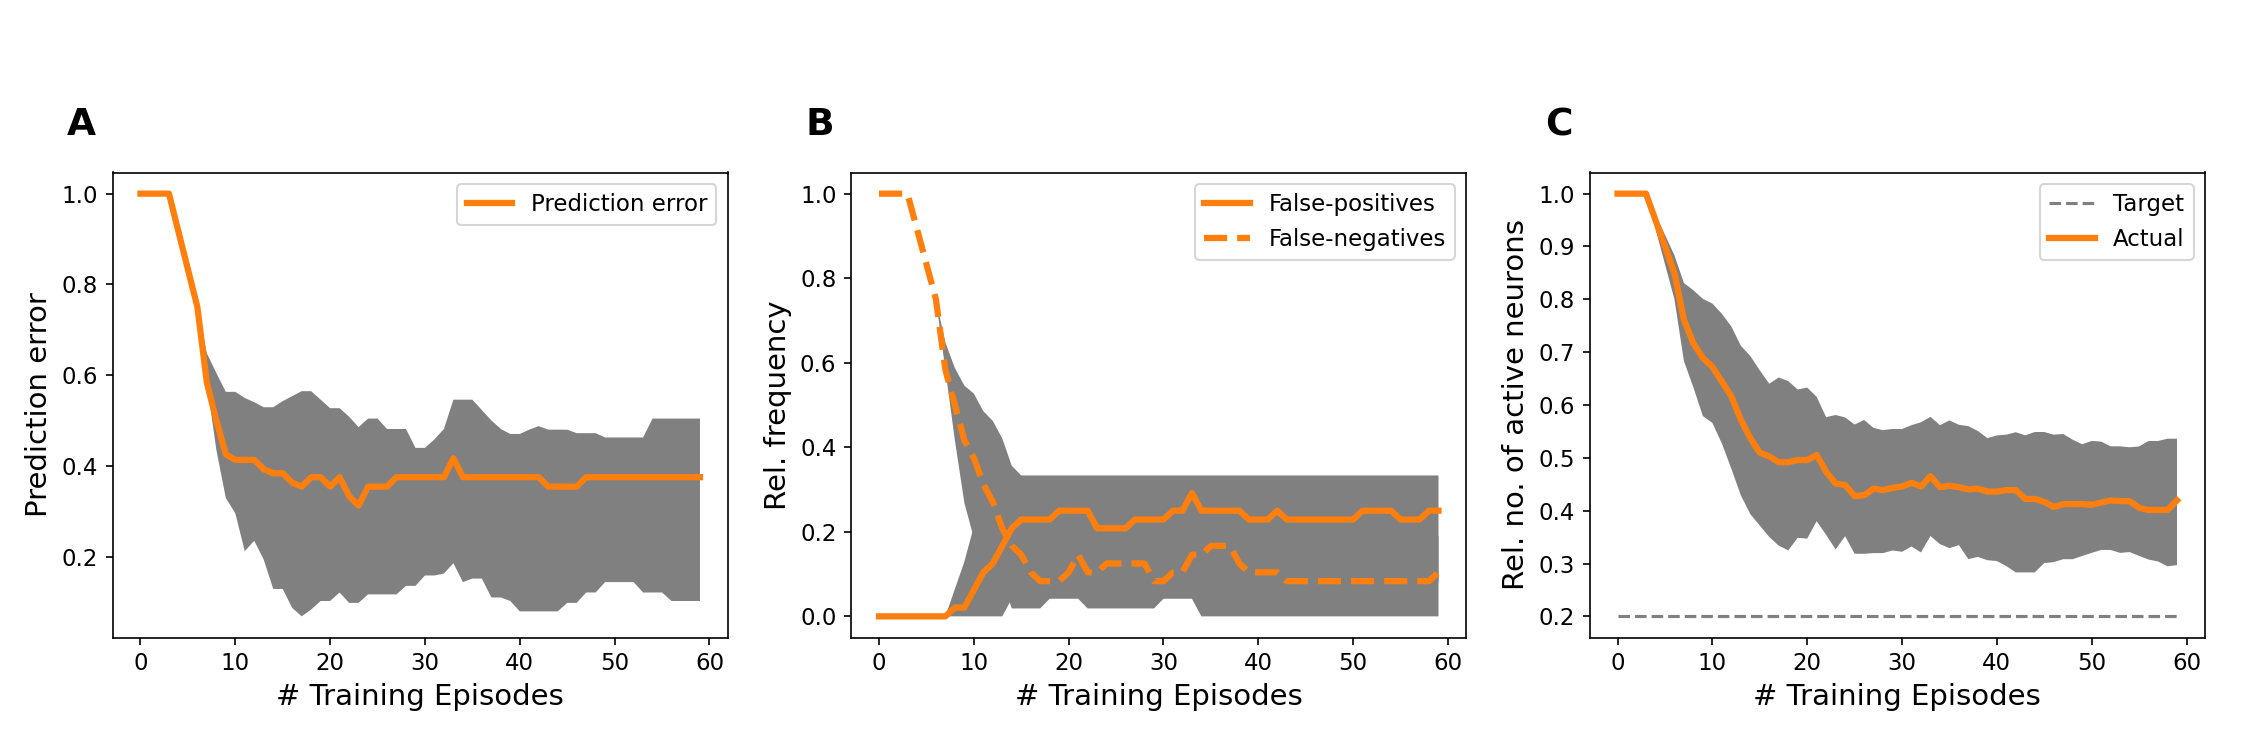 A
B
C
Prediction error
1.0
0.8
0.6
0.4
0.2
0
10
20
30
40
50
60
# Training Episodes
Prediction error
Rel. frequency
1.0
0.8
0.6
0.4
0.2
0.0
0
10
20
30
40
50
60
# Training Episodes
False-positives
False-negatives
Rel. no. of active neurons
1.0
0.9
0.8
0.7
0.6
0.5
0.4
0.3
0.2
0
10
20
30
40
50
60
# Training Episodes
Target
Actual